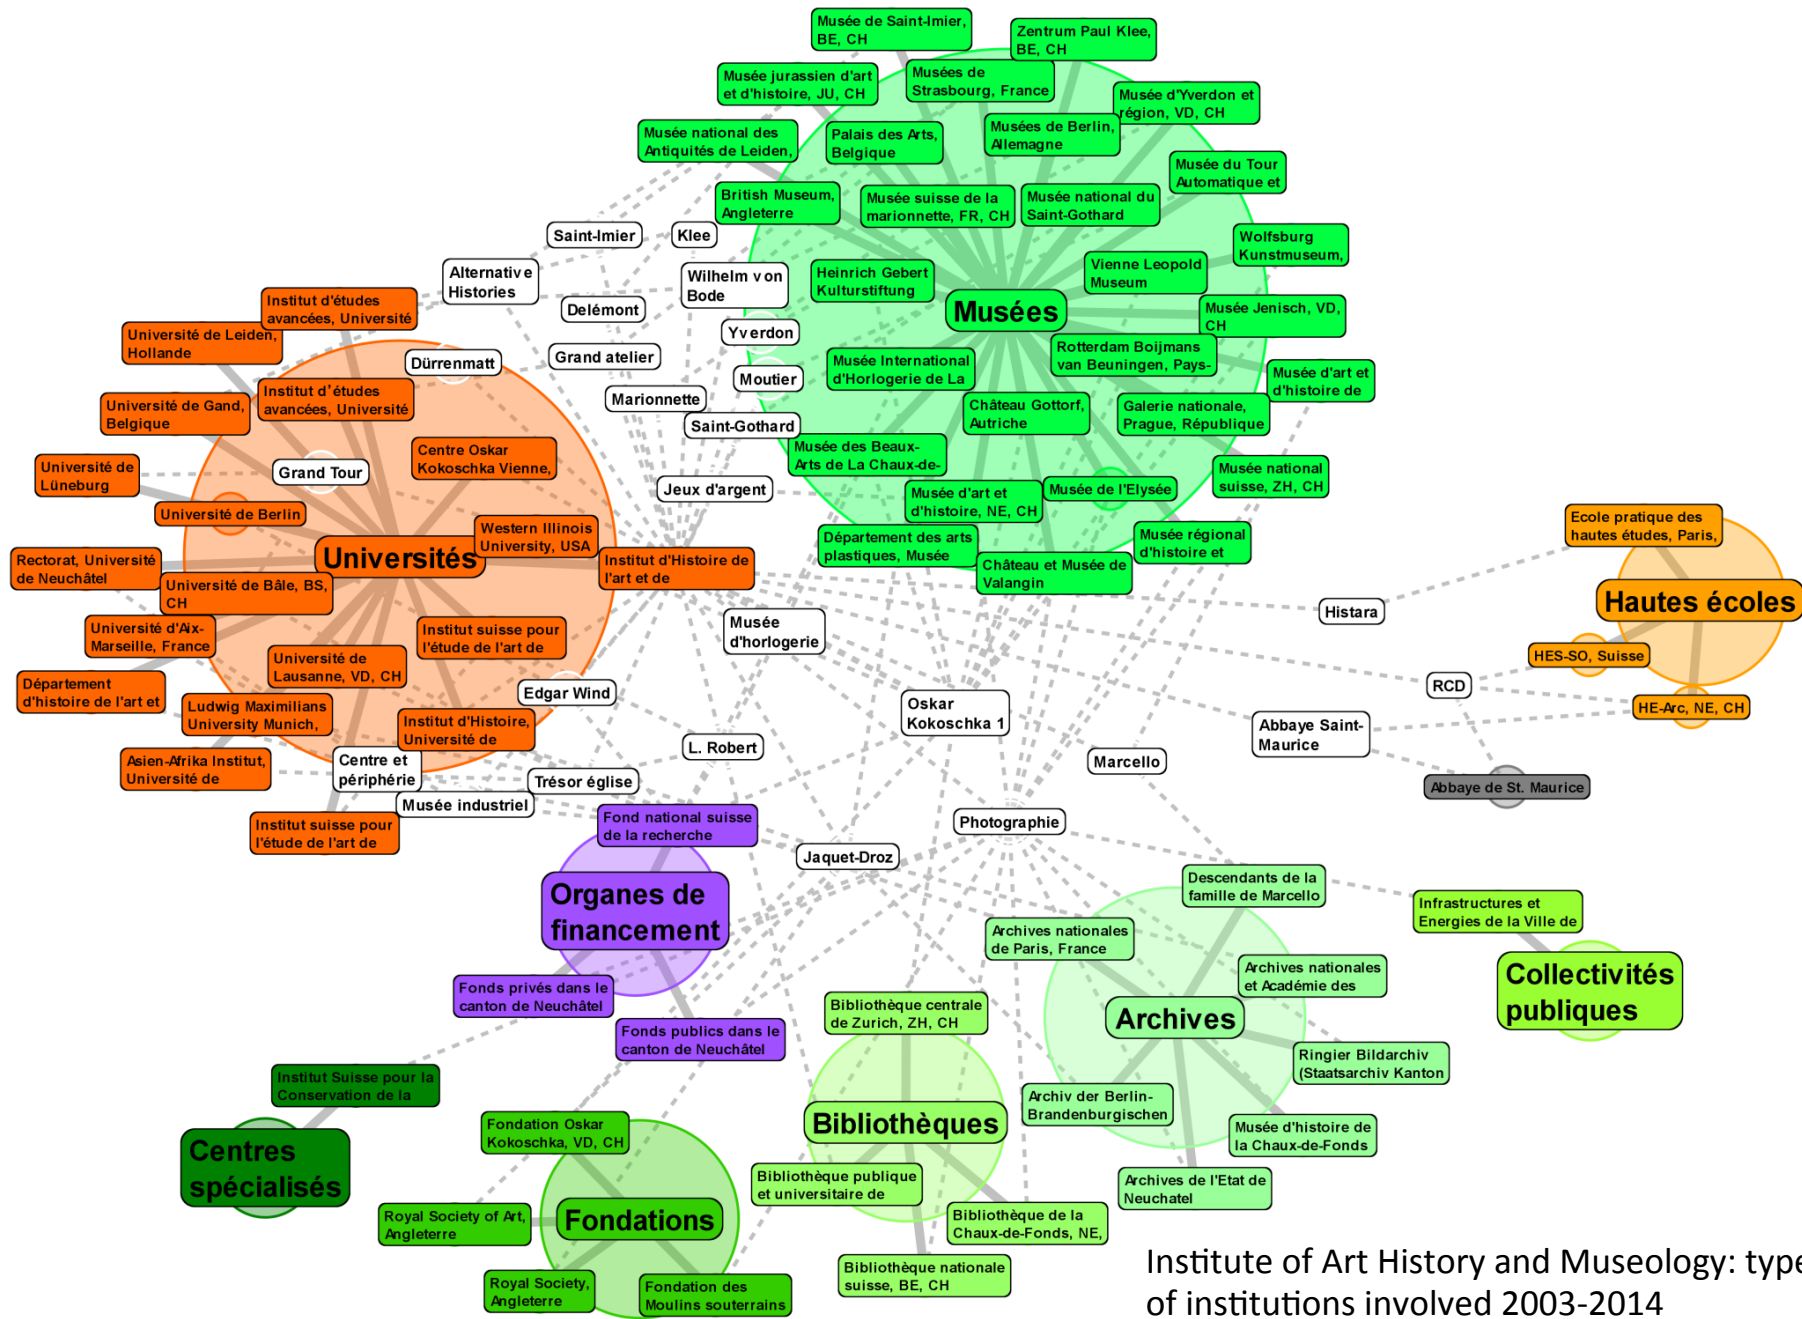 Musée de Saint-Imier,
BE, CH
Zentrum Paul Klee,
BE, CH
Musée jurassien d'art
et d'histoire, JU, CH
Musées de
Strasbourg, France
Musée d'Yverdon et
région, VD, CH
Musée national des
Antiquités de Leiden,
Palais des Arts,
Belgique
Musées de Berlin,
Allemagne
Musée du Tour
Automatique et
British Museum,
Angleterre
Musée suisse de la
marionnette, FR, CH
Musée national du
Saint-Gothard
Wolfsburg
Kunstmuseum,
Saint-Imier
Klee
Alternative
Histories
Wilhelm von
Bode
Heinrich Gebert
Kulturstiftung
Vienne Leopold
Museum
Musées
Musée Jenisch, VD,
CH
Institut d'études
avancées, Université
Delémont
Yverdon
Université de Leiden,
Hollande
Dürrenmatt
Grand atelier
Moutier
Musée International
d'Horlogerie de La
Rotterdam Boijmans
van Beuningen, Pays-
Musée d'art et
d'histoire de
Institut d'études
avancées, Université
Université de Gand,
Belgique
Marionnette
Saint-Gothard
Château Gottorf,
Autriche
Galerie nationale,
Prague, République
Centre Oskar
Kokoschka Vienne,
Musée des Beaux-
Arts de La Chaux-de-
Université de
Lüneburg
Grand Tour
Jeux d'argent
Musée d'art et
d'histoire, NE, CH
Musée de l'Elysée
Musée national
suisse, ZH, CH
Université de Berlin
Western Illinois
University, USA
Département des arts
plastiques, Musée
Musée régional
d'histoire et
Ecole pratique des
hautes études, Paris,
Rectorat, Université
de Neuchâtel
Universités
Institut d'Histoire de
l'art et de
Château et Musée de
Valangin
Université de Bâle, BS,
CH
Histara
Hautes écoles
Université d'Aix-
Marseille, France
Institut suisse pour
l'étude de l'art de
Musée
d'horlogerie
HES-SO, Suisse
Université de
Lausanne, VD, CH
Département
d'histoire de l'art et
Edgar Wind
Oskar
Kokoschka 1
RCD
HE-Arc, NE, CH
Ludwig Maximilians
University Munich,
Institut d'Histoire,
Université de
L. Robert
Abbaye Saint-
Maurice
Marcello
Asien-Afrika Institut,
Université de
Centre et
périphérie
Trésor église
Abbaye de St. Maurice
Musée industriel
Institut suisse pour
l'étude de l'art de
Fond national suisse
de la recherche
Photographie
Jaquet-Droz
Organes de
financement
Descendants de la
famille de Marcello
Infrastructures et
Energies de la Ville de
Archives nationales
de Paris, France
Archives nationales
et Académie des
Collectivités
publiques
Fonds privés dans le
canton de Neuchâtel
Bibliothèque centrale
de Zurich, ZH, CH
Archives
Fonds publics dans le
canton de Neuchâtel
Ringier Bildarchiv
(Staatsarchiv Kanton
Institut Suisse pour la
Conservation de la
Archiv der Berlin-
Brandenburgischen
Centres
spécialisés
Fondation Oskar
Kokoschka, VD, CH
Bibliothèques
Musée d'histoire de
la Chaux-de-Fonds
Bibliothèque publique
et universitaire de
Archives de l'Etat de
Neuchatel
Royal Society of Art,
Angleterre
Fondations
Bibliothèque de la
Chaux-de-Fonds, NE,
Royal Society,
Angleterre
Fondation des
Moulins souterrains
Bibliothèque nationale
suisse, BE, CH
Institute of Art History and Museology: type
of institutions involved 2003-2014